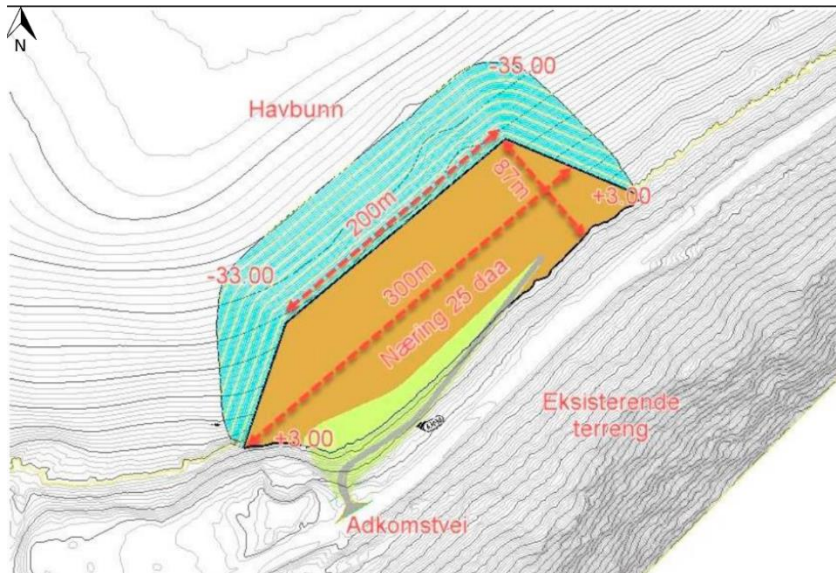 N
-35.00
Havbunn
87m
+3.00
200m
-33.00
300m
Næring 25 daa
Eksisterende
terreng
+3.00
Adkomstvei